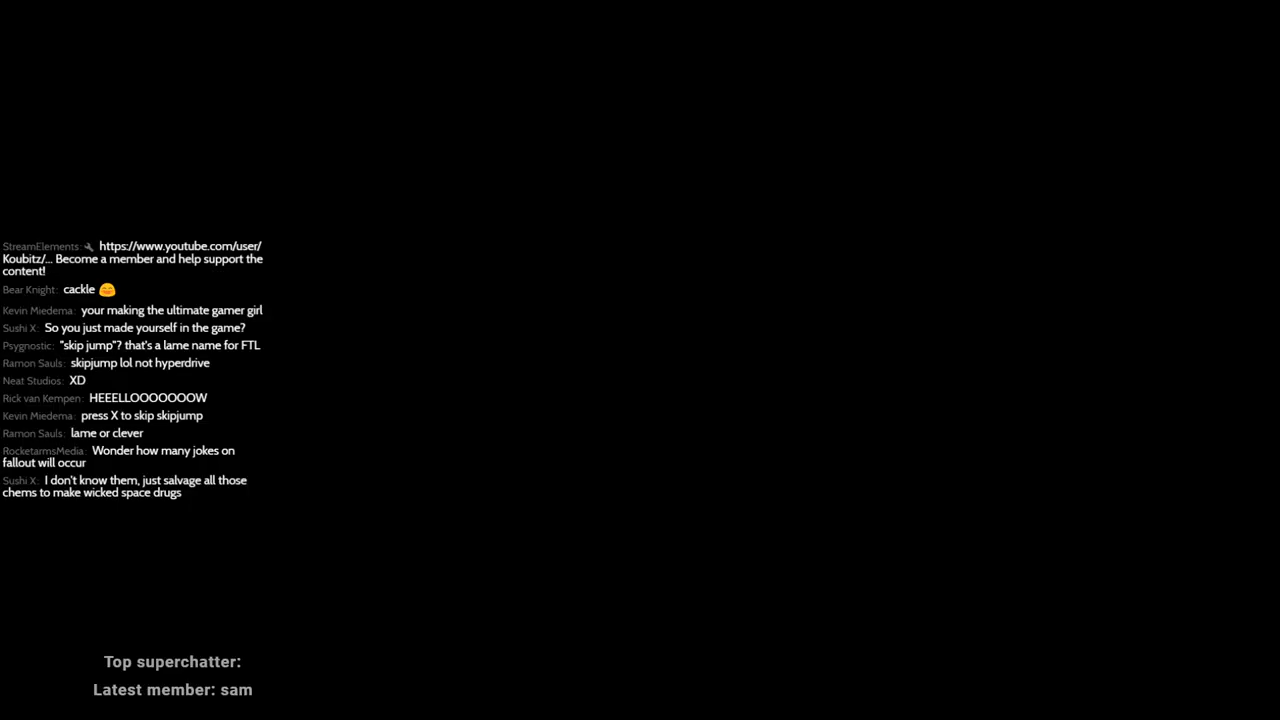 StreamElements: https://www.youtube.com/user/
Koubitz/... Become a member and help support the
content!
Bear Knight: cackle
Kevin Miedema: your making the ultimate gamer girl
Sushi X: So you just made yourself in the game?
Psygnostic: "skip jump"? that's a lame name for FTL
Ramon Sauls: skipjump lol not hyperdrive
Neat Studios: XD
Rick van Kempen: HEEELLOOOOOOOW
Kevin Miedema: press X to skip skipjump
Ramon Sauls: lame or clever
RocketarmsMedia: Wonder how many jokes on
fallout will occur
Sushi X: I don't know them, just salvage all those
chems to make wicked space drugs
Top superchatter:
Latest member: sam